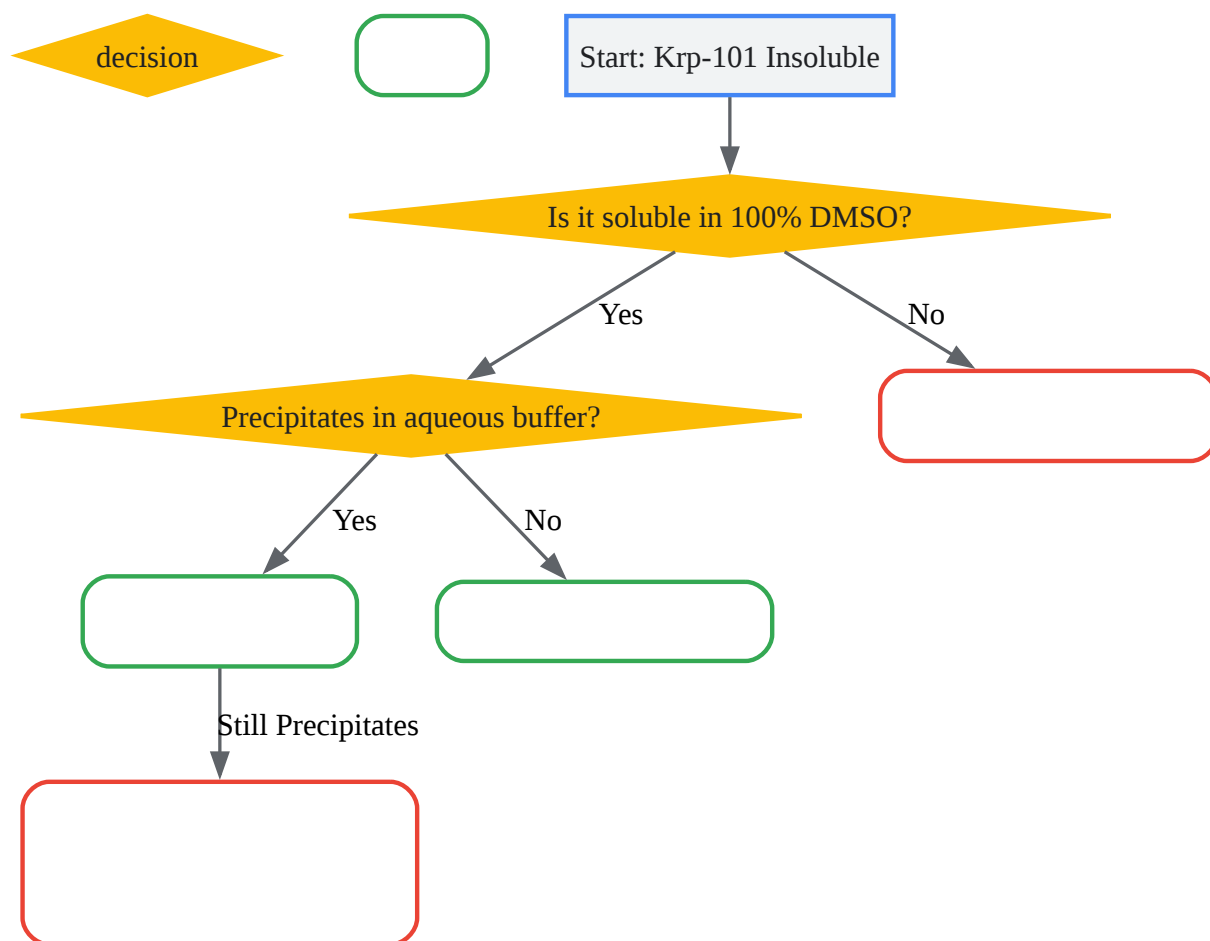 decision
Start: Krp-101 Insoluble
Is it soluble in 100% DMSO?
Yes
No
Precipitates in aqueous buffer?
Yes
No
Still Precipitates